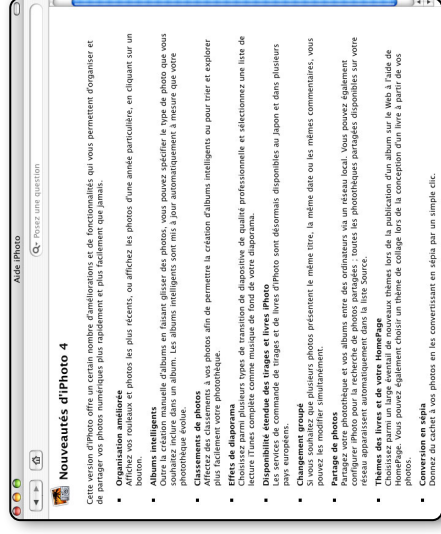 Aide iPhoto
Q- Posez une question
Nouveautés d'iPhoto 4
Cette version d'iPhoto offre un certain nombre d'améliorations et de fonctionnalités qui vous permettent d'organiser et
de partager vos photos numériques plus rapidement et plus facilement que jamais.
▪ Organisation améliorée
Affichez vos rouleaux et photos les plus récents, ou affichez les photos d'une année particulière, en cliquant sur un
bouton.
▪ Albums intelligents
Outre la création manuelle d'albums en faisant glisser des photos, vous pouvez spécifier le type de photo que vous
souhaitez inclure dans un album. Les albums intelligents sont mis à jour automatiquement à mesure que votre
photothèque évolue.
▪ Classements de photos
Affectez des classements à vos photos afin de permettre la création d'albums intelligents ou pour trier et explorer
plus facilement votre photothèque.
▪ Effets de diaporama
Choisissez parmi plusieurs types de transition de diapositive de qualité professionnelle et sélectionnez une liste de
lecture iTunes complète comme musique de fond de votre diaporama.
▪ Disponibilité étendue des tirages et livres iPhoto
Les services de commande de tirages et de livres d'iPhoto sont désormais disponibles au Japon et dans plusieurs
pays européens.
▪ Changement groupé
Si vous souhaitez que plusieurs photos présentent le même titre, la même date ou les mêmes commentaires, vous
pouvez les modifier simultanément.
▪ Partage de photos
Partagez votre photothèque et vos albums entre des ordinateurs via un réseau local. Vous pouvez également
configurer iPhoto pour la recherche de photos partagées ; toutes les photothèques partagées disponibles sur votre
réseau apparaissent automatiquement dans la liste Source.
▪ Thèmes des livres et de votre HomePage
Choisissez parmi un large éventail de nouveaux thèmes lors de la publication d'un album sur le Web à l'aide de
HomePage. Vous pouvez également choisir un thème de collage lors de la conception d'un livre à partir de vos
photos.
▪ Conversion en sépia
Donnez du cachet à vos photos en les convertissant en sépia par un simple clic.